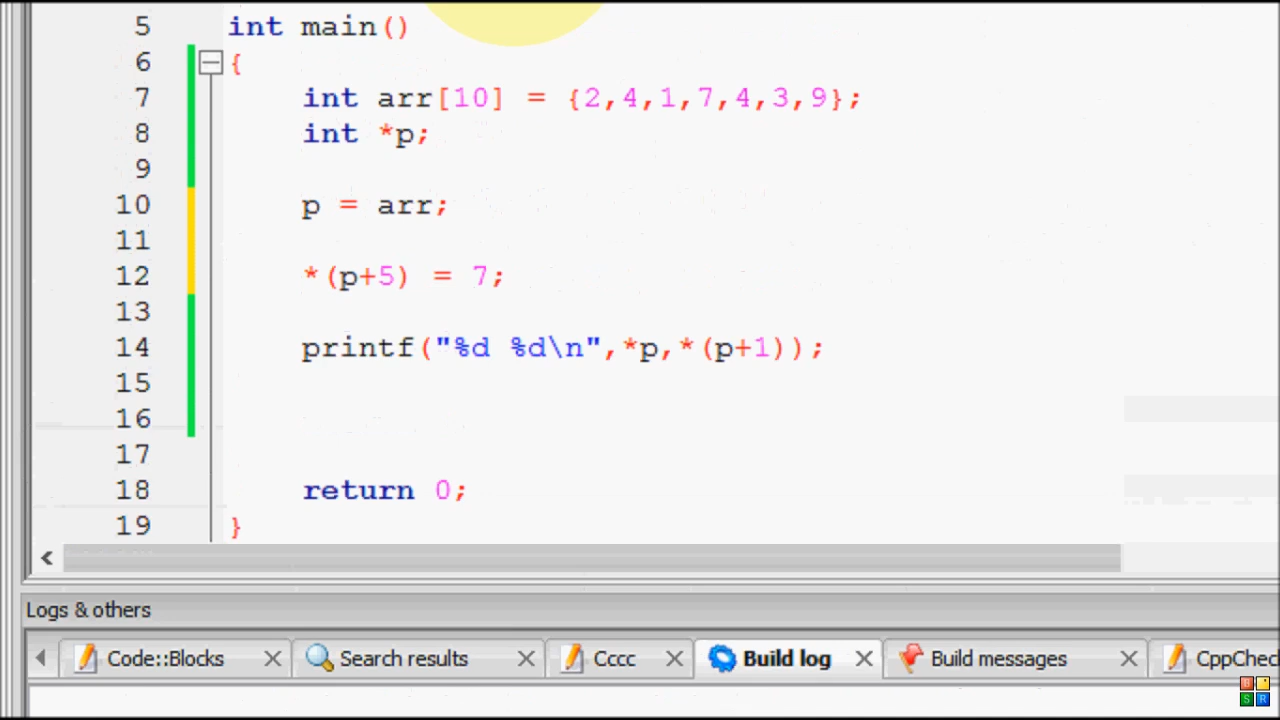 5 int main()
6 {
7 int arr[10] = {2,4,1,7,4,3,9};
8 int *p;
9
10 p = arr;
11
12 *(p+5) = 7;
13
14 printf("%d %d\n",*p,*(p+1));
15
16
17
18 return 0;
19 }
Logs & others
Code::Blocks Search results Cccc Build log Build messages CppChec
B S R